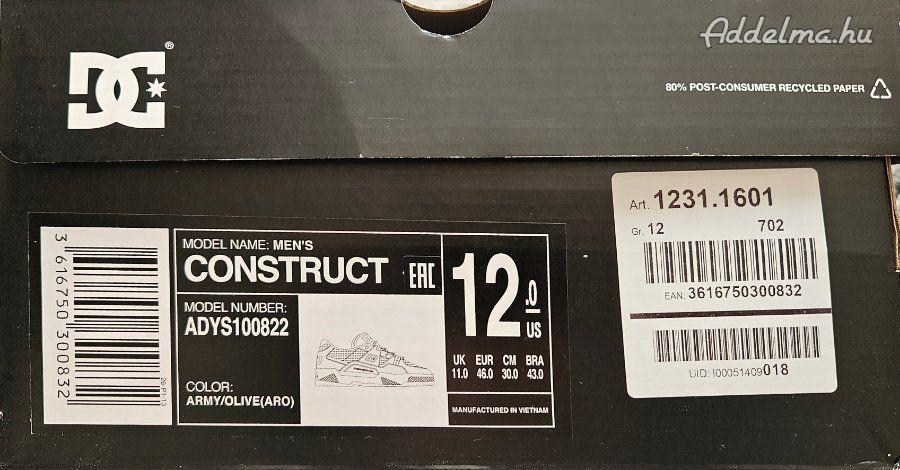 Addelma.hu
DC®
80% POST-CONSUMER RECYCLED PAPER
Art. 1231.1601
Gr. 12 702
EAN: 3616750300832
UID: I00051409018
3 616750 300832
MODEL NAME: MEN'S
CONSTRUCT
EAC
MODEL NUMBER:
ADYS100822
COLOR:
ARMY/OLIVE(ARO)
12.0
US
UK EUR CM BRA
11.0 46.0 30.0 43.0
MANUFACTURED IN VIETNAM